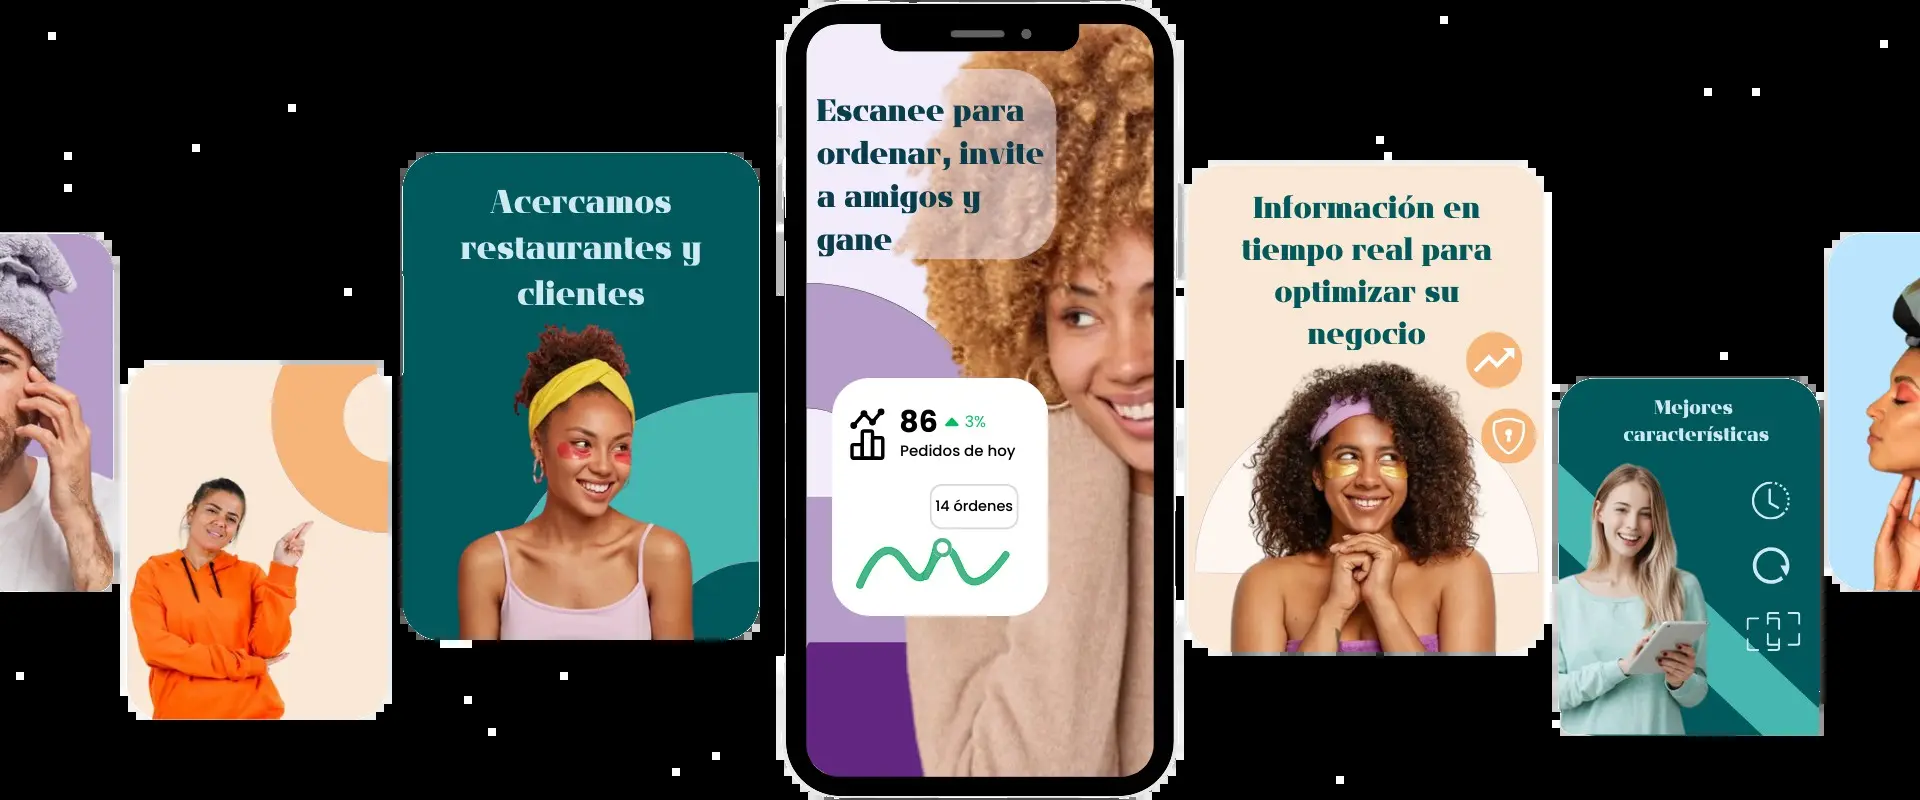 Acercamos
restaurantes y
clientes
Escanee para
ordenar, invite
a amigos y
gane
86 3%
Pedidos de hoy
14 órdenes
Información en
tiempo real para
optimizar su
negocio
Mejores
características